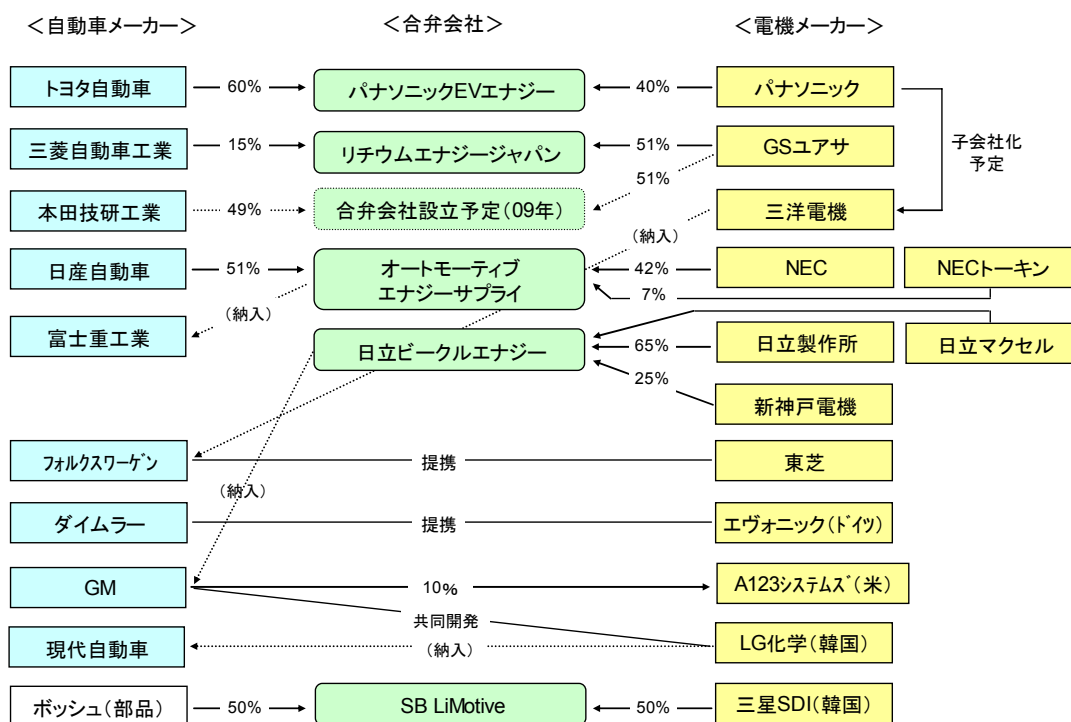 ＜自動車メーカー＞ ＜合弁会社＞ ＜電機メーカー＞
トヨタ自動車 60% パナソニックEVエナジー 40% パナソニック
三菱自動車工業 15% リチウムエナジージャパン 51% GSユアサ
子会社化
予定
51%
本田技研工業 49% 合弁会社設立予定(09年) 三洋電機
(納入)
日産自動車 51% オートモーティブ
エナジーサプライ
42% NEC NECトーキン
7%
(納入)
富士重工業 日立ビークルエナジー 65% 日立製作所 日立マクセル
25%
新神戸電機
フォルクスワーゲン 提携 東芝
(納入)
ダイムラー 提携 エヴォニック(ドイツ)
GM 10% A123システムズ(米)
共同開発
現代自動車 (納入) LG化学(韓国)
ボッシュ(部品) 50% SB LiMotive 50% 三星SDI(韓国)